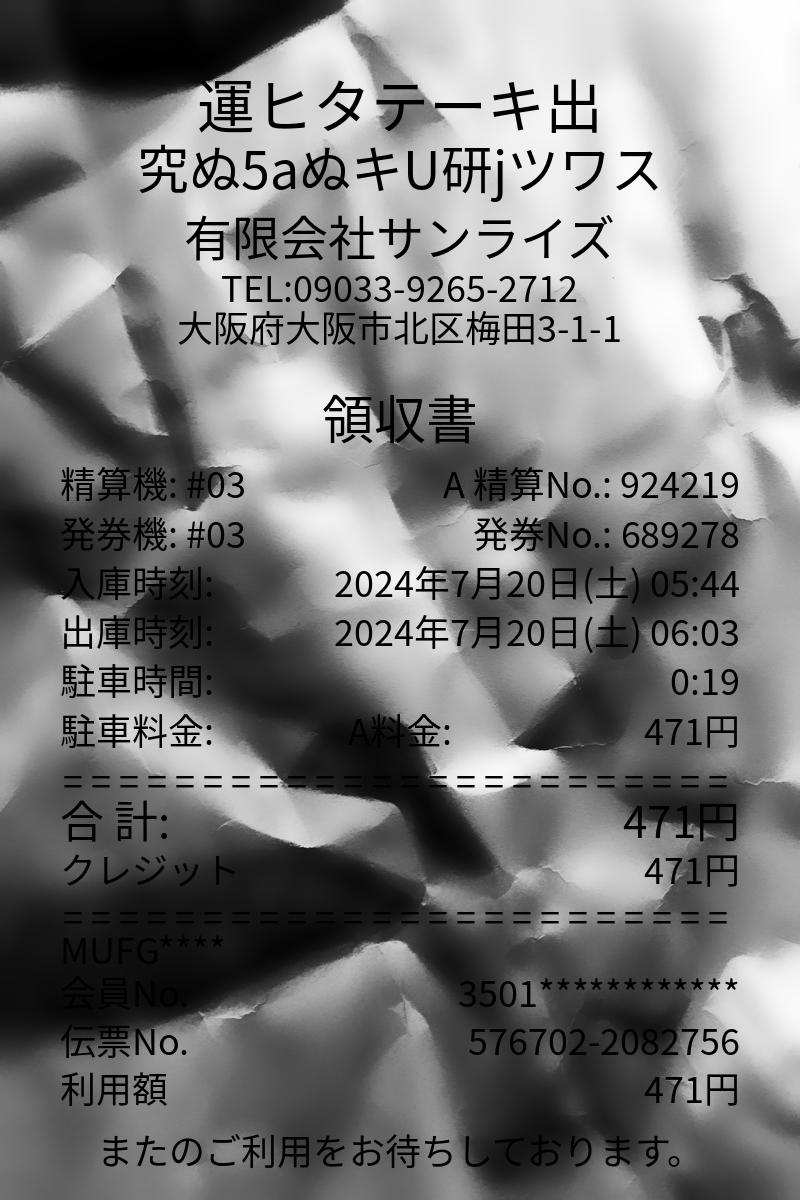 運ヒタテーキ出
究ぬ5aぬキU研jツワス
有限会社サンライズ
TEL:09033-9265-2712
大阪府大阪市北区梅田3-1-1
領収書
精算機: #03 A 精算No.: 924219
発券機: #03 発券No.: 689278
入庫時刻: 2024年7月20日(土) 05:44
出庫時刻: 2024年7月20日(土) 06:03
駐車時間: 0:19
駐車料金: A料金: 471円
========================
合 計: 471円
クレジット 471円
========================
MUFG****
会員No. 3501************
伝票No. 576702-2082756
利用額 471円
またのご利用をお待ちしております。